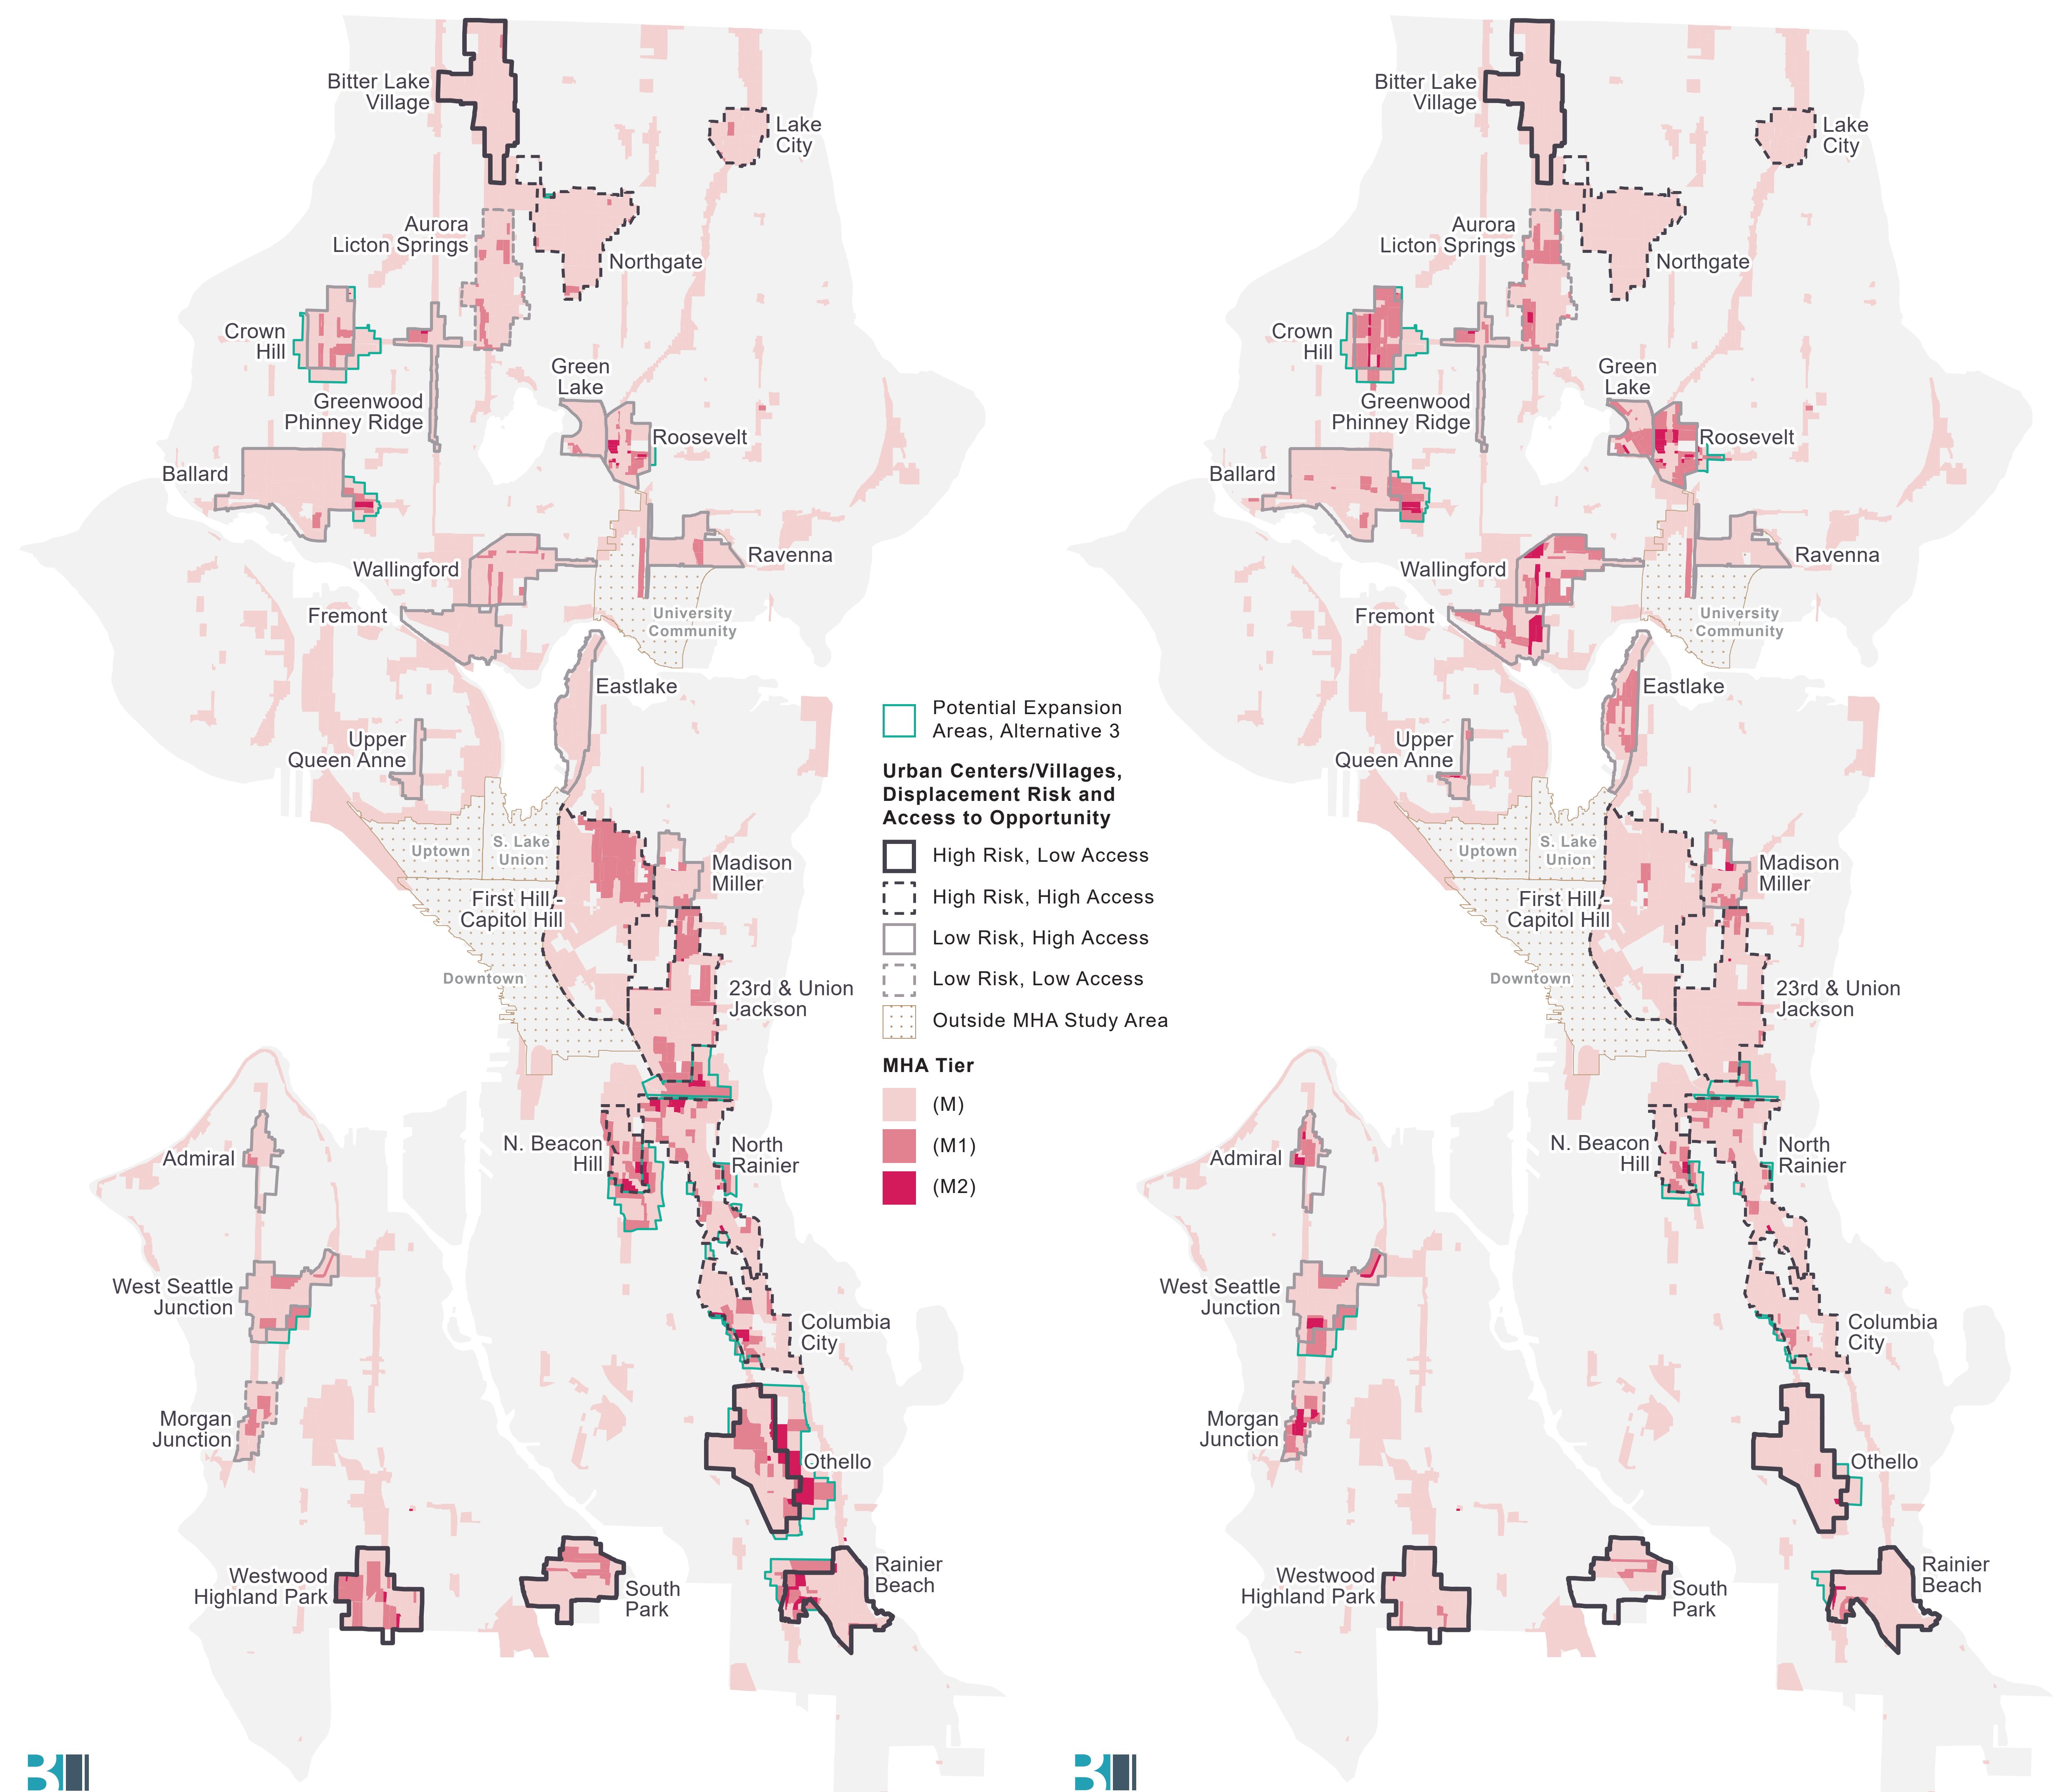 Bitter Lake
Village
Lake
City
Aurora
Licton Springs
Northgate
Crown
Hill
Green
Lake
Greenwood
Phinney Ridge
Roosevelt
Ballard
Ravenna
Wallingford
Fremont
University
Community
Eastlake
Upper
Queen Anne
Uptown
S. Lake
Union
Madison
Miller
First Hill -
Capitol Hill
Downtown
23rd & Union
Jackson
Admiral
N. Beacon
Hill
North
Rainier
West Seattle
Junction
Columbia
City
Morgan
Junction
Othello
Westwood
Highland Park
South
Park
Rainier
Beach
Potential Expansion
Areas, Alternative 3
Urban Centers/Villages,
Displacement Risk and
Access to Opportunity
High Risk, Low Access
High Risk, High Access
Low Risk, High Access
Low Risk, Low Access
Outside MHA Study Area
MHA Tier
(M)
(M1)
(M2)
Bitter Lake
Village
Lake
City
Aurora
Licton Springs
Northgate
Crown
Hill
Green
Lake
Greenwood
Phinney Ridge
Roosevelt
Ballard
Ravenna
Wallingford
Fremont
University
Community
Eastlake
Upper
Queen Anne
Uptown
S. Lake
Union
Madison
Miller
First Hill -
Capitol Hill
Downtown
23rd & Union
Jackson
Admiral
N. Beacon
Hill
North
Rainier
West Seattle
Junction
Columbia
City
Morgan
Junction
Othello
Westwood
Highland Park
South
Park
Rainier
Beach